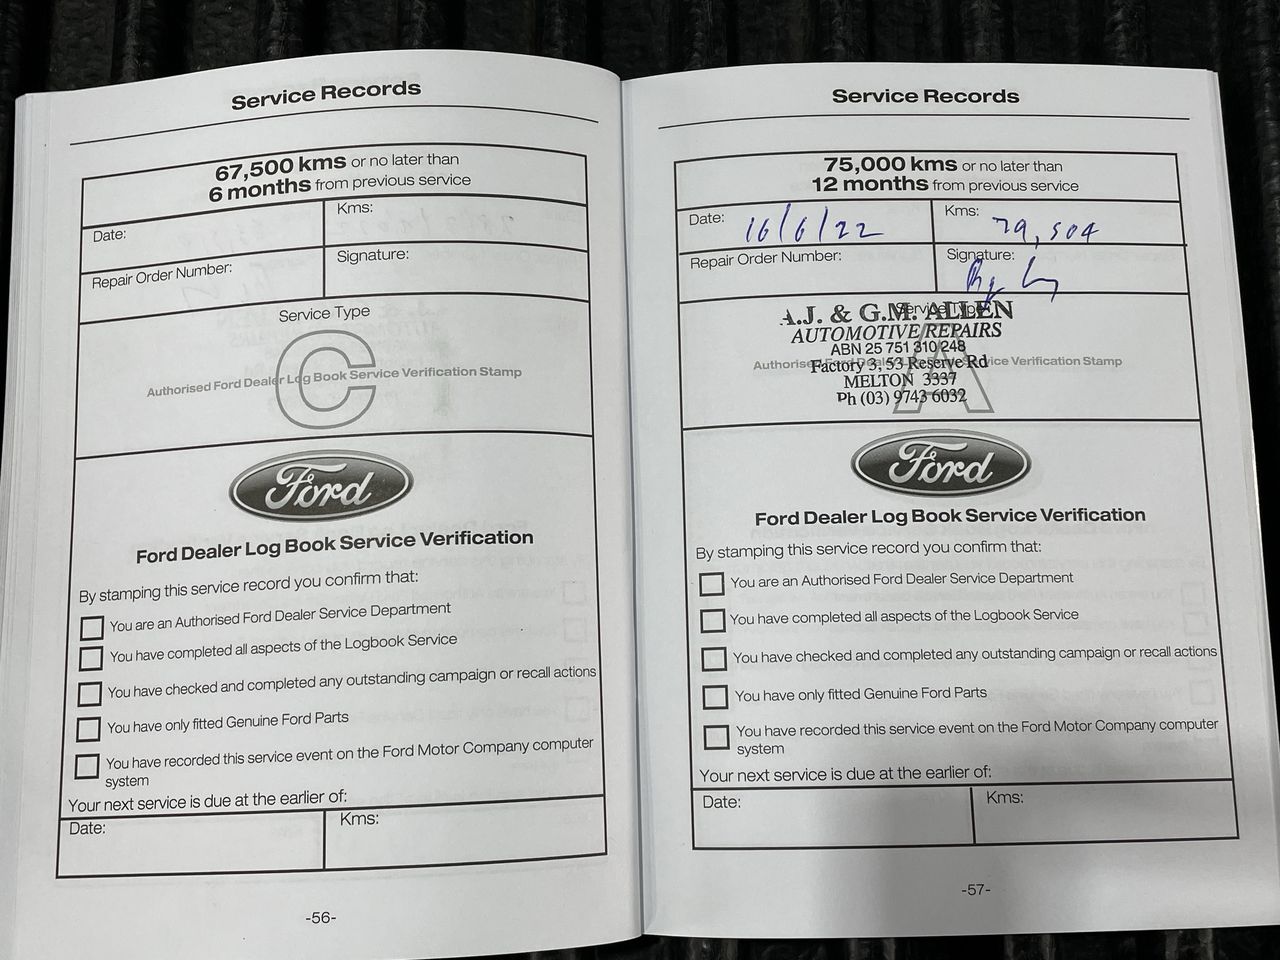 Service Records
67,500 kms or no later than
6 months from previous service
Date:
Kms:
Repair Order Number:
Signature:
Service Type
C
Authorised Ford Dealer Log Book Service Verification Stamp
Ford
Ford Dealer Log Book Service Verification
By stamping this service record you confirm that:
You are an Authorised Ford Dealer Service Department
You have completed all aspects of the Logbook Service
You have checked and completed any outstanding campaign or recall actions
You have only fitted Genuine Ford Parts
You have recorded this service event on the Ford Motor Company computer
system
Your next service is due at the earlier of:
Date:
Kms:
-56-
Service Records
75,000 kms or no later than
12 months from previous service
Date: 16/6/22
Kms: 79,504
Repair Order Number:
Signature:
Service Type
A.J. & G.M. ALLEN
AUTOMOTIVE REPAIRS
ABN 25 751 310 248
Factory 3, 53 Reserve Rd
MELTON 3337
Ph (03) 9743 6032
A
Authorised Ford Dealer Log Book Service Verification Stamp
Ford
Ford Dealer Log Book Service Verification
By stamping this service record you confirm that:
You are an Authorised Ford Dealer Service Department
You have completed all aspects of the Logbook Service
You have checked and completed any outstanding campaign or recall actions
You have only fitted Genuine Ford Parts
You have recorded this service event on the Ford Motor Company computer
system
Your next service is due at the earlier of:
Date:
Kms:
-57-